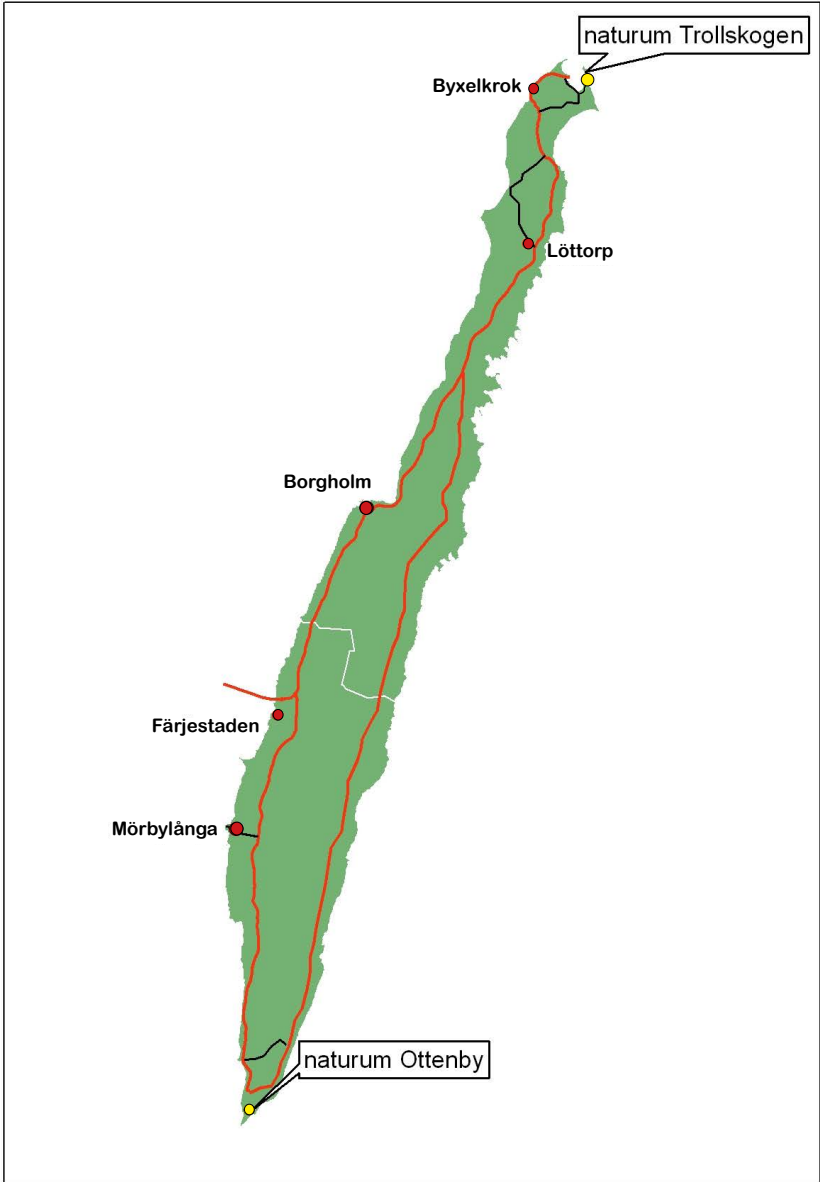 naturum Trollskogen
Byxelkrok
Löttorp
Borgholm
Färjestaden
Mörbylånga
naturum Ottenby